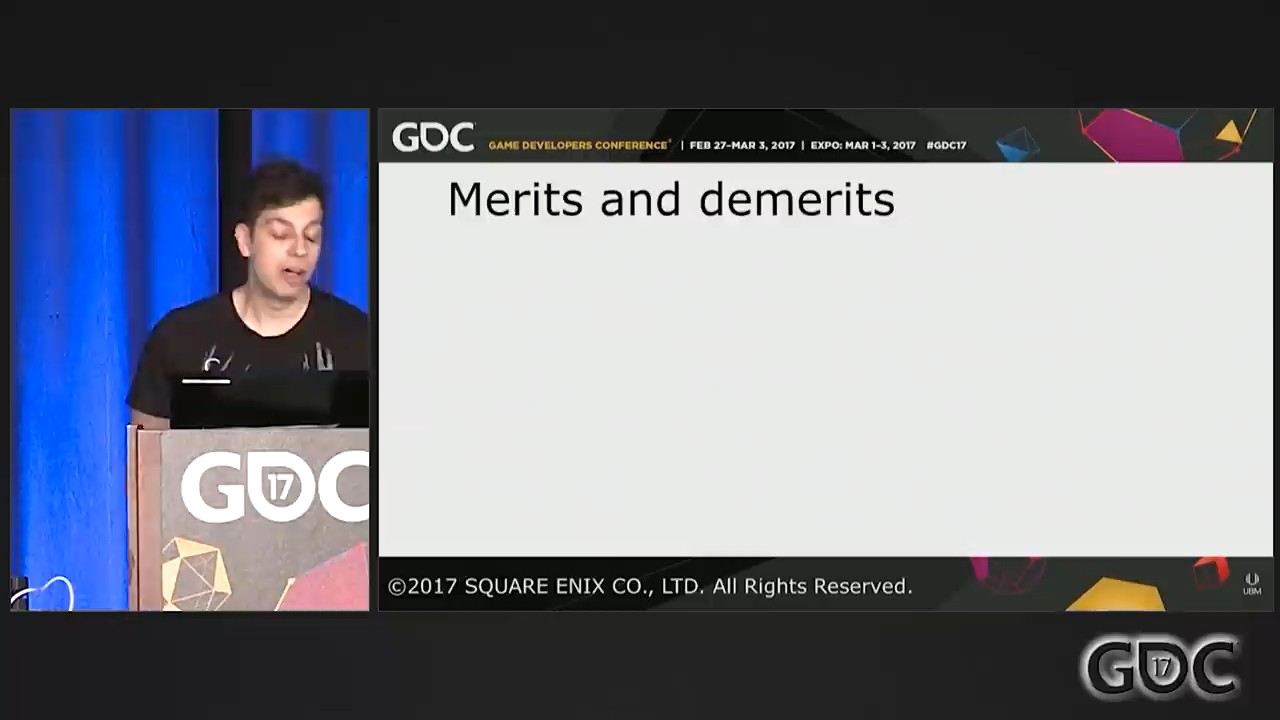 GDC
GAME DEVELOPERS CONFERENCE® | FEB 27-MAR 3, 2017 | EXPO: MAR 1-3, 2017 #GDC17
Merits and demerits
GDC
17
©2017 SQUARE ENIX CO., LTD. All Rights Reserved.
UBM
GDC
17